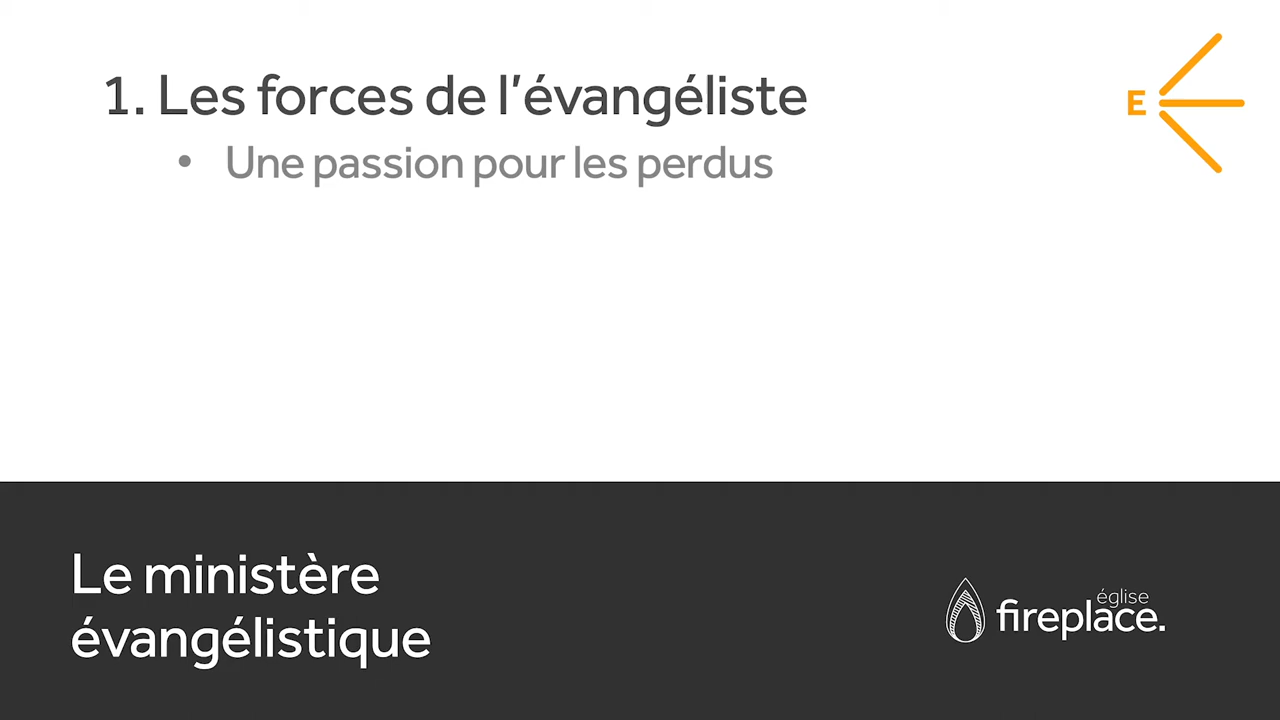 1. Les forces de l’évangéliste
• Une passion pour les perdus
E
Le ministère
évangélistique
église
fireplace.